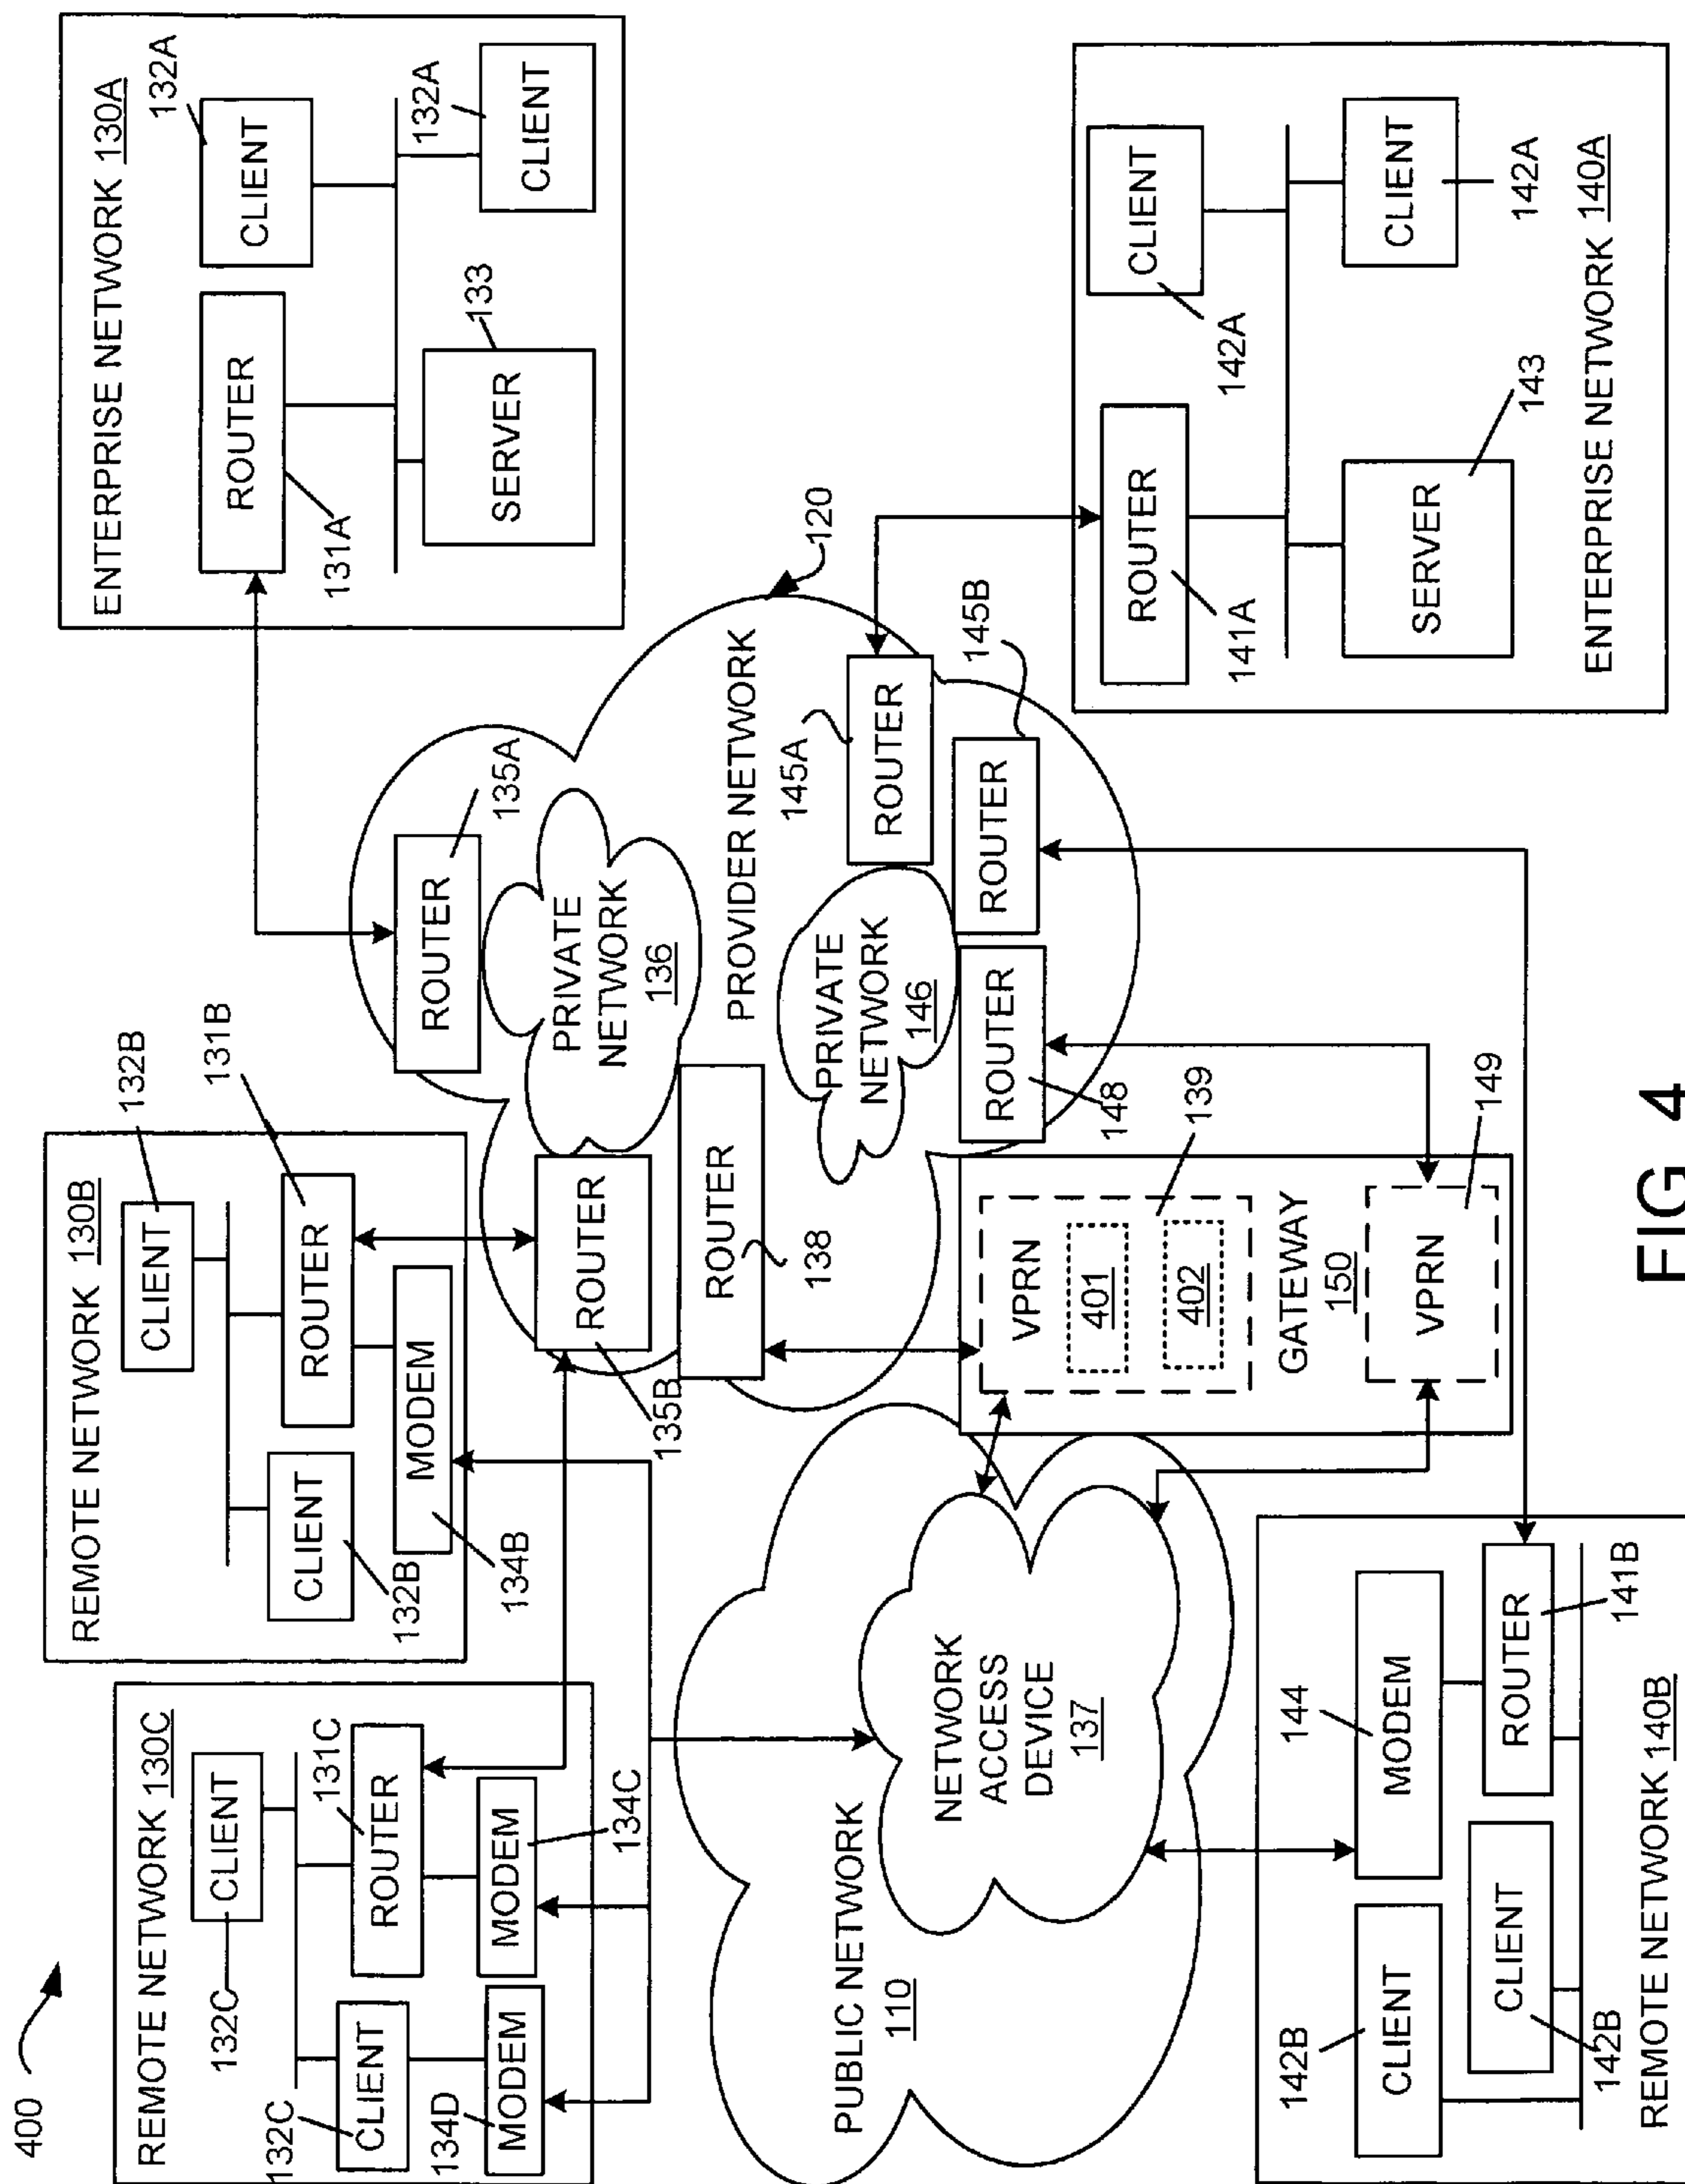 400
REMOTE NETWORK 130C
CLIENT
132C
131C
ROUTER
132C
CLIENT
134D
MODEM
MODEM
134C
REMOTE NETWORK 130B
CLIENT
132B
131B
ROUTER
CLIENT
132B
MODEM
134B
ENTERPRISE NETWORK 130A
132A
CLIENT
ROUTER
131A
132A
CLIENT
133
SERVER
135A
ROUTER
PRIVATE
NETWORK
136
ROUTER
135B
ROUTER
138
PROVIDER NETWORK
120
145A
ROUTER
145B
ROUTER
PRIVATE
NETWORK
146
ROUTER
148
139
VPRN
401
402
GATEWAY
150
VPRN
149
PUBLIC NETWORK
110
NETWORK
ACCESS
DEVICE
137
144
MODEM
ROUTER
141B
142B
CLIENT
CLIENT
142B
REMOTE NETWORK 140B
CLIENT
142A
ROUTER
141A
CLIENT
142A
SERVER
143
ENTERPRISE NETWORK 140A
FIG. 4